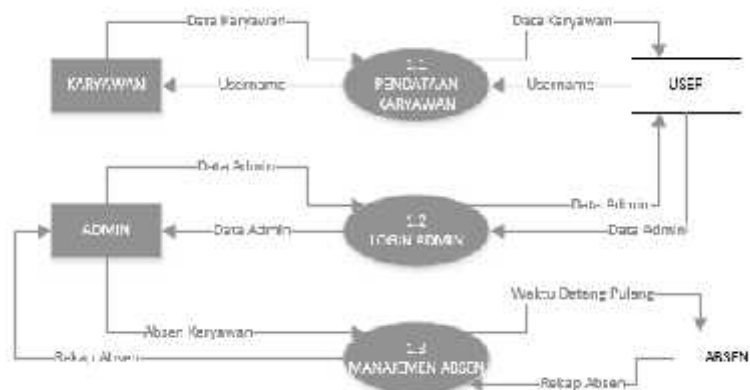 Data Karyawan
Data Karyawan
KARYAWAN
Username
1.1
PENDATAAN
KARYAWAN
Username
USER
Data Admin
ADMIN
Data Admin
1.2
LOGIN ADMIN
Data Admin
Data Admin
Waktu Datang Pulang
Absen Karyawan
Rekap Absen
1.3
MANAJEMEN ABSEN
ABSEN
Rekap Absen